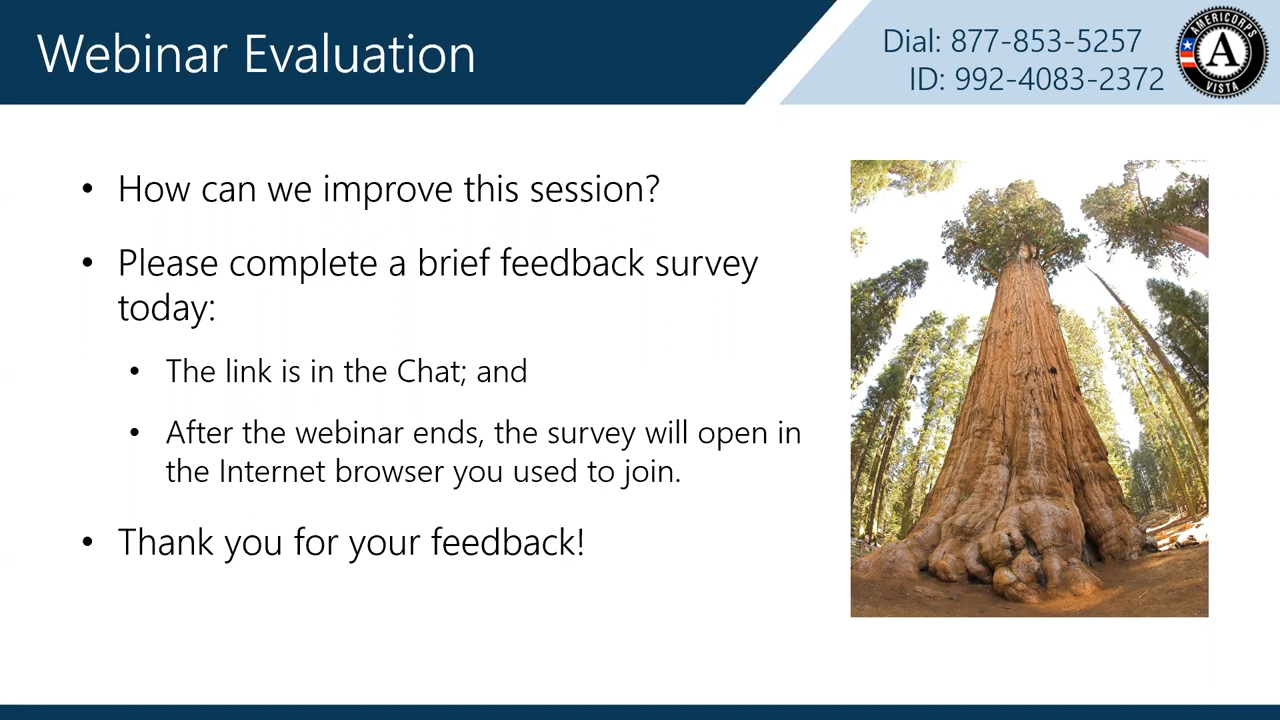 Webinar Evaluation
Dial: 877-853-5257
ID: 992-4083-2372
AMERICORPS
A
VISTA
• How can we improve this session?
• Please complete a brief feedback survey
today:
• The link is in the Chat; and
• After the webinar ends, the survey will open in
the Internet browser you used to join.
• Thank you for your feedback!